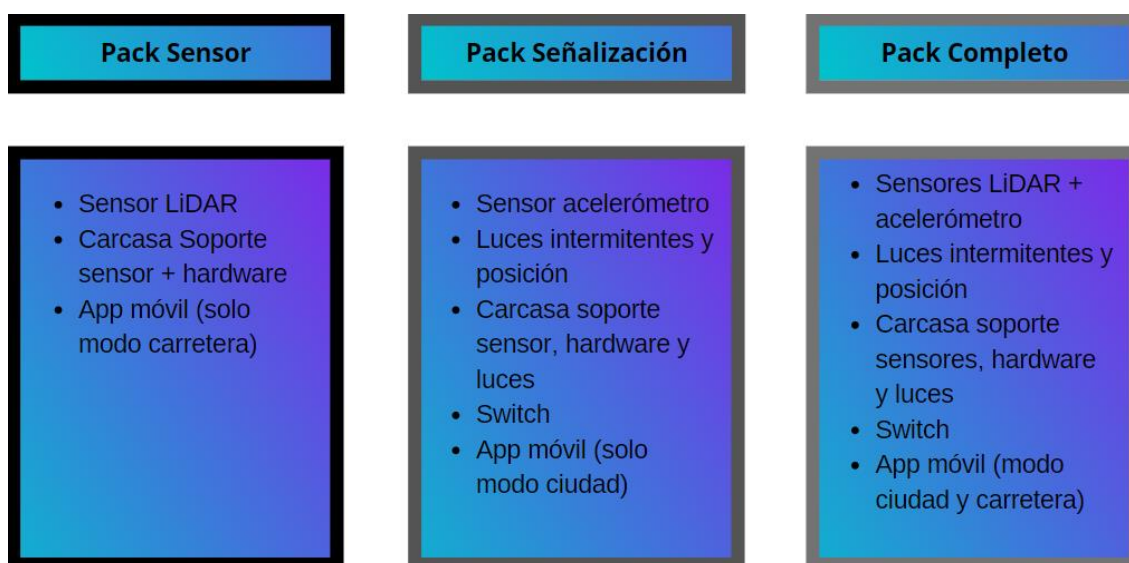 Pack Sensor
Pack Señalización
Pack Completo
• Sensor LiDAR
• Carcasa Soporte
sensor + hardware
• App móvil (solo
modo carretera)
• Sensor acelerómetro
• Luces intermitentes y
posición
• Carcasa soporte
sensor, hardware y
luces
• Switch
• App móvil (solo
modo ciudad)
• Sensores LiDAR +
acelerómetro
• Luces intermitentes y
posición
• Carcasa soporte
sensores, hardware
y luces
• Switch
• App móvil (modo
ciudad y carretera)